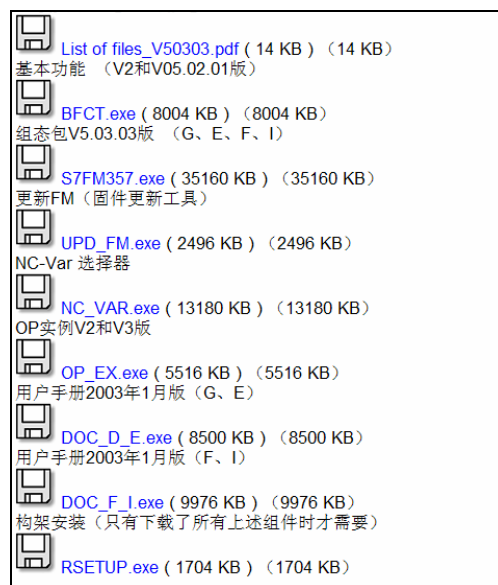 List of files_V50303.pdf ( 14 KB ) （14 KB）
基本功能 （V2和V05.02.01版）
BFCT.exe ( 8004 KB ) （8004 KB）
组态包V5.03.03版 （G、E、F、I）
S7FM357.exe ( 35160 KB ) （35160 KB）
更新FM（固件更新工具）
UPD_FM.exe ( 2496 KB ) （2496 KB）
NC-Var 选择器
NC_VAR.exe ( 13180 KB ) （13180 KB）
OP实例V2和V3版
OP_EX.exe ( 5516 KB ) （5516 KB）
用户手册2003年1月版（G、E）
DOC_D_E.exe ( 8500 KB ) （8500 KB）
用户手册2003年1月版（F、I）
DOC_F_I.exe ( 9976 KB ) （9976 KB）
构架安装（只有下载了所有上述组件时才需要）
RSETUP.exe ( 1704 KB ) （1704 KB）